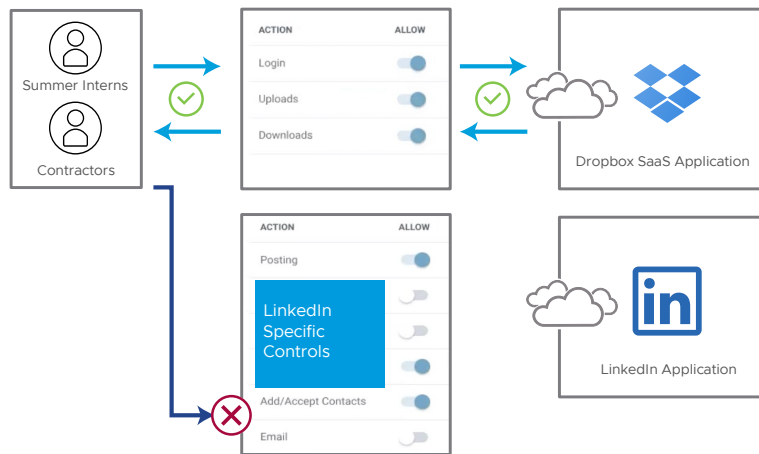 Summer Interns
Contractors
ACTION ALLOW
Login
Uploads
Downloads
Dropbox SaaS Application
ACTION ALLOW
Posting
LinkedIn
Specific
Controls
Add/Accept Contacts
Email
in
LinkedIn Application